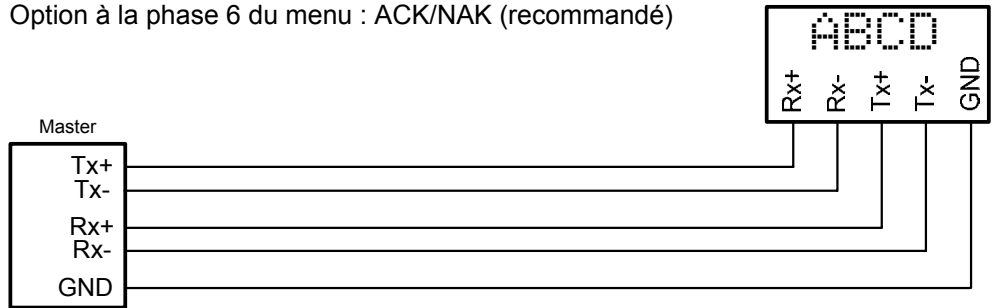 Option à la phase 6 du menu : ACK/NAK (recommandé)
ABCD
Rx+ Rx- Tx+ Tx- GND
Master
Tx+
Tx-
Rx+
Rx-
GND